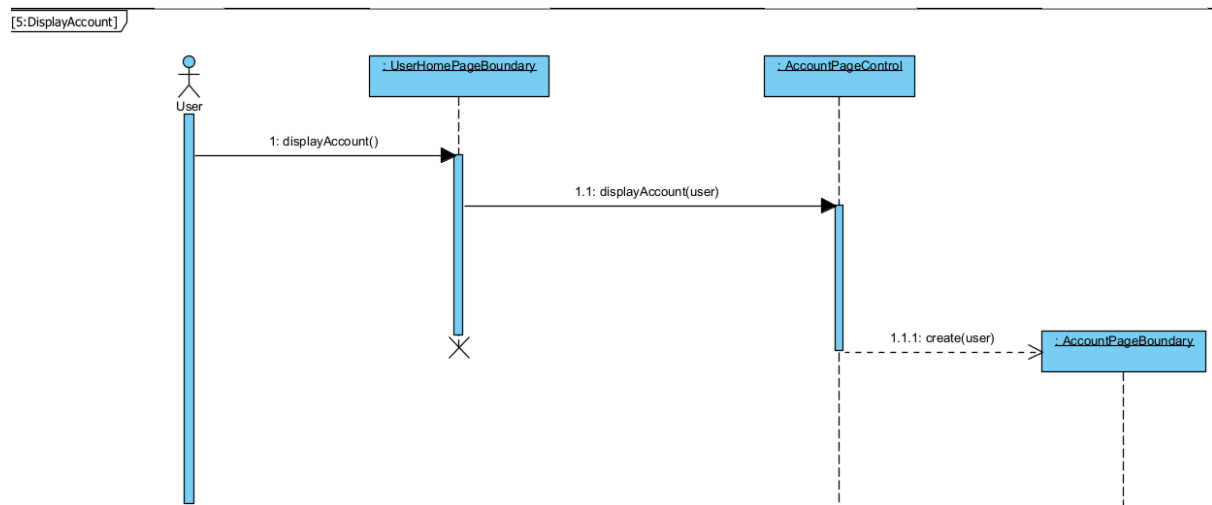 [5:DisplayAccount]
: UserHomePageBoundary
: AccountPageControl
User
1: displayAccount()
1.1: displayAccount(user)
1.1.1: create(user)
: AccountPageBoundary